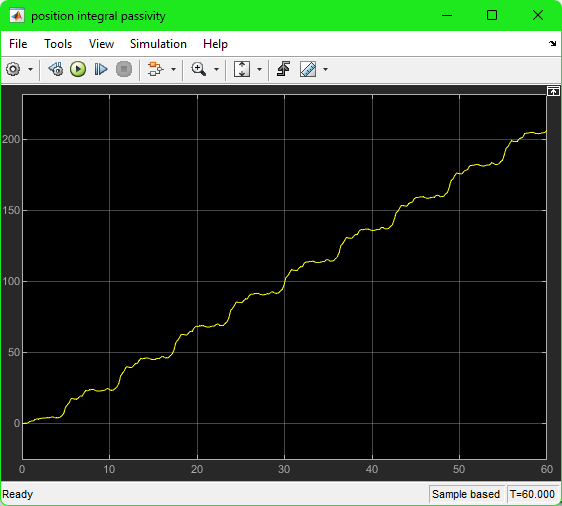 position integral passivity
File Tools View Simulation Help
200
150
100
50
0
0 10 20 30 40 50 60
Ready Sample based T=60.000